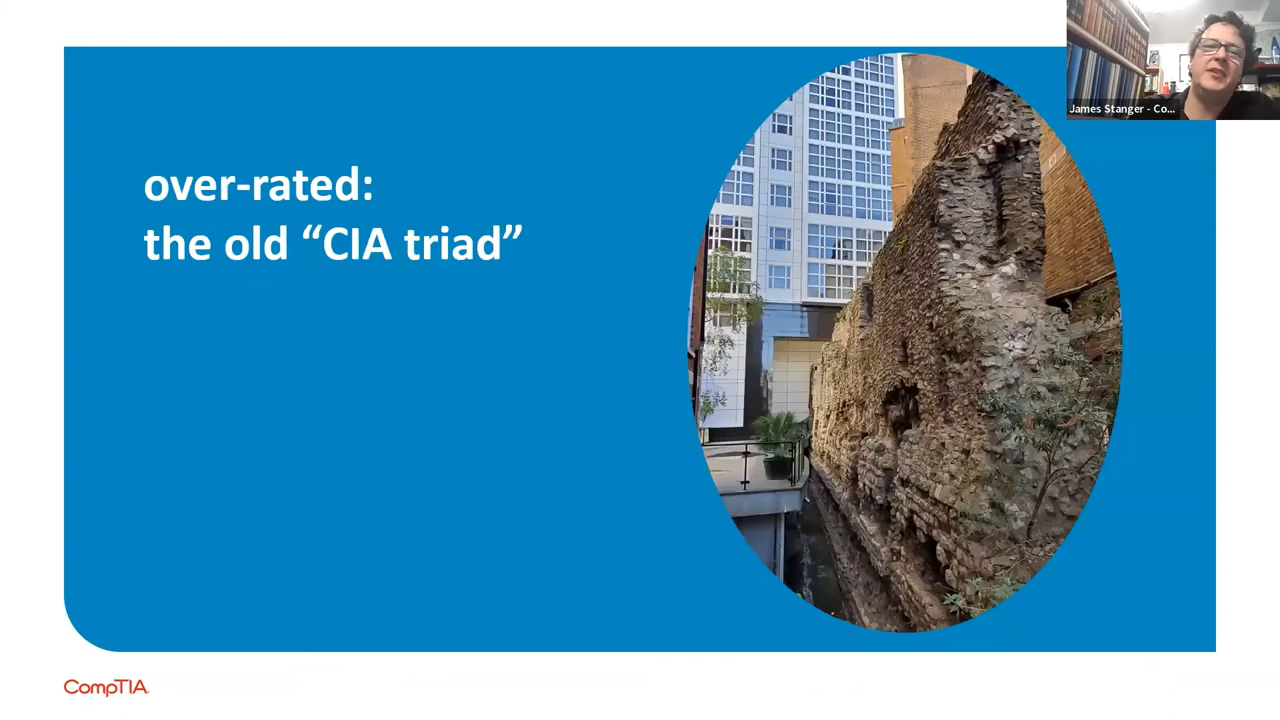 James Stanger - Co...
over-rated:
the old “CIA triad”
CompTIA.